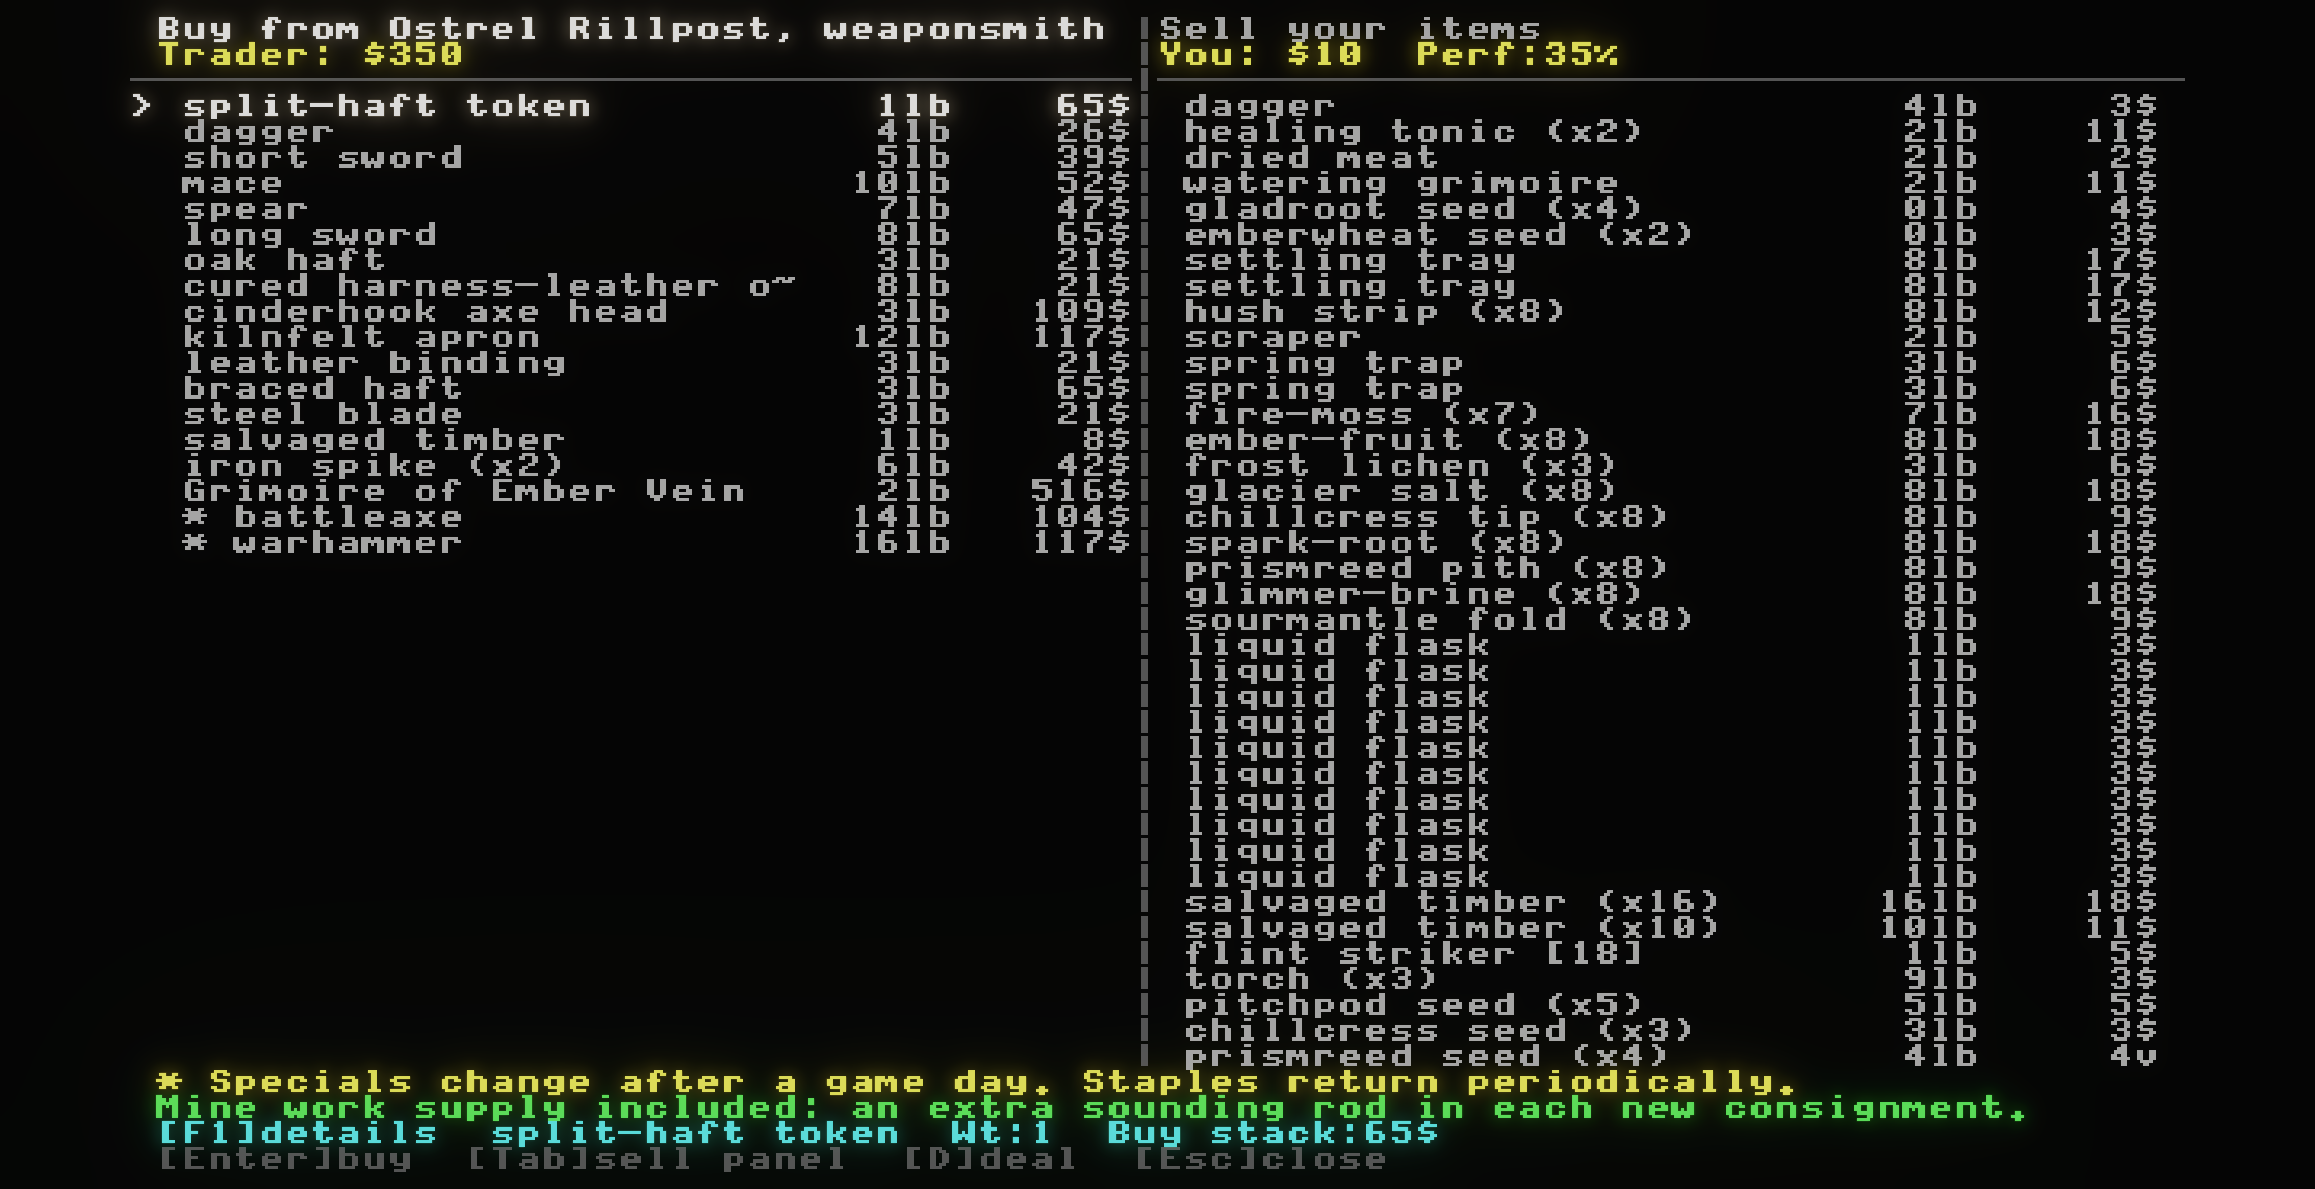 Buy from Ostrel Rillpost, weaponsmith
Trader: $350
> split-haft token 1lb 65$
dagger 4lb 26$
short sword 5lb 39$
mace 10lb 52$
spear 7lb 47$
long sword 8lb 65$
oak haft 3lb 21$
cured harness-leather o~ 8lb 21$
cinderhook axe head 3lb 109$
kilnfelt apron 12lb 117$
leather binding 3lb 21$
braced haft 3lb 65$
steel blade 3lb 21$
salvaged timber 1lb 8$
iron spike (x2) 6lb 42$
Grimoire of Ember Vein 2lb 516$
* battleaxe 14lb 104$
* warhammer 16lb 117$
Sell your items
You: $10 Perf:35%
dagger 4lb 3$
healing tonic (x2) 2lb 11$
dried meat 2lb 2$
watering grimoire 2lb 11$
gladroot seed (x4) 0lb 4$
emberwheat seed (x2) 0lb 3$
settling tray 8lb 17$
settling tray 8lb 17$
hush strip (x8) 8lb 12$
scraper 2lb 5$
spring trap 3lb 6$
spring trap 3lb 6$
fire-moss (x7) 7lb 16$
ember-fruit (x8) 8lb 18$
frost lichen (x3) 3lb 6$
glacier salt (x8) 8lb 18$
chillcress tip (x8) 8lb 9$
spark-root (x8) 8lb 18$
prismreed pith (x8) 8lb 9$
glimmer-brine (x8) 8lb 18$
sourmantle fold (x8) 8lb 9$
liquid flask 1lb 3$
liquid flask 1lb 3$
liquid flask 1lb 3$
liquid flask 1lb 3$
liquid flask 1lb 3$
liquid flask 1lb 3$
liquid flask 1lb 3$
liquid flask 1lb 3$
liquid flask 1lb 3$
liquid flask 1lb 3$
salvaged timber (x16) 16lb 18$
salvaged timber (x10) 10lb 11$
flint striker [18] 1lb 5$
torch (x3) 9lb 3$
pitchpod seed (x5) 5lb 5$
chillcress seed (x3) 3lb 3$
prismreed seed (x4) 4lb 4v
* Specials change after a game day. Staples return periodically.
Mine work supply included: an extra sounding rod in each new consignment.
[F1]details split-haft token Wt:1 Buy stack:65$
[Enter]buy [Tab]sell panel [D]deal [Esc]close